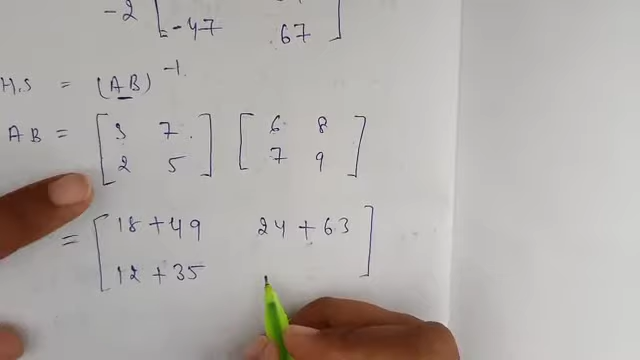 -2 [ -47 67 ]
H.S = (AB)⁻¹
AB = [ 3 7 ] [ 6 8 ]
[ 2 5 ] [ 7 9 ]
= [ 18+49 24+63 ]
[ 12+35 ]